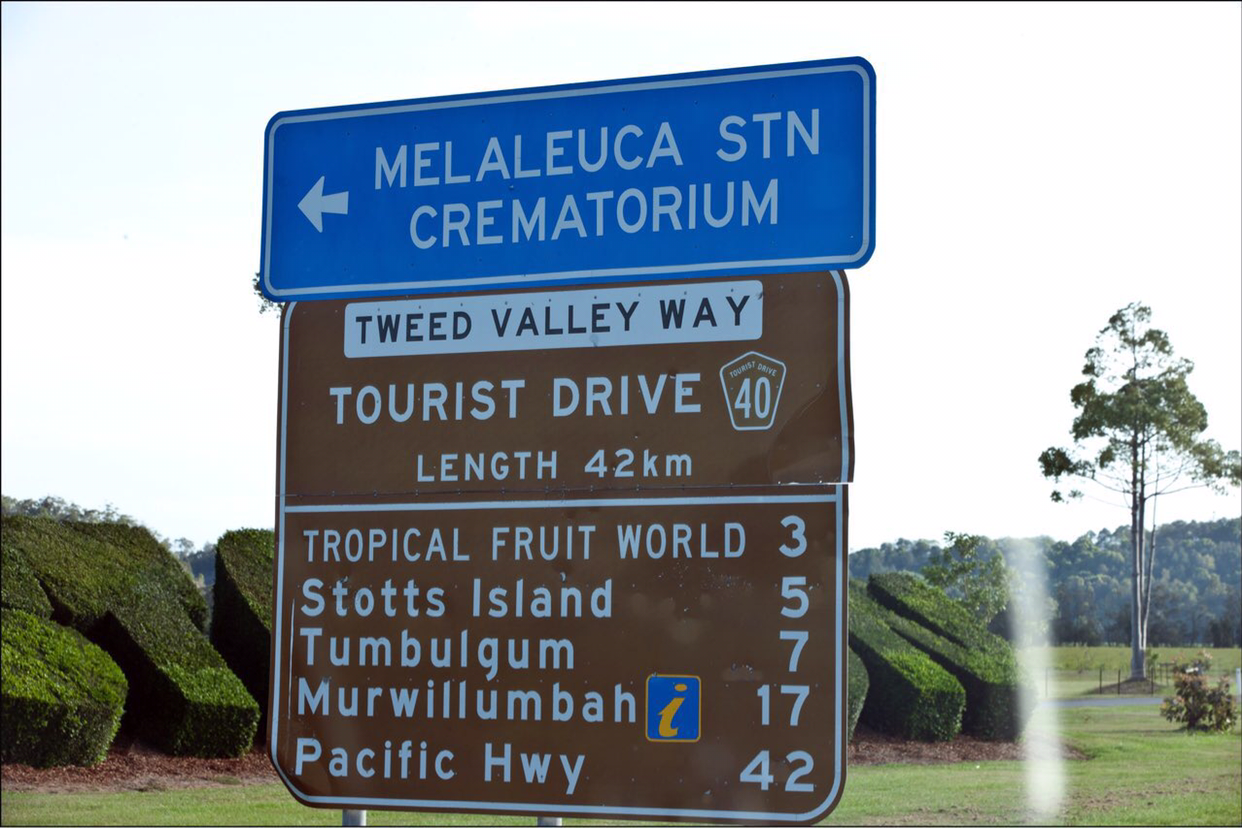 MELALEUCA STN
CREMATORIUM
TWEED VALLEY WAY
TOURIST DRIVE
TOURIST DRIVE
40
LENGTH 42km
TROPICAL FRUIT WORLD 3
Stotts Island 5
Tumbulgum 7
Murwillumbah i 17
Pacific Hwy 42